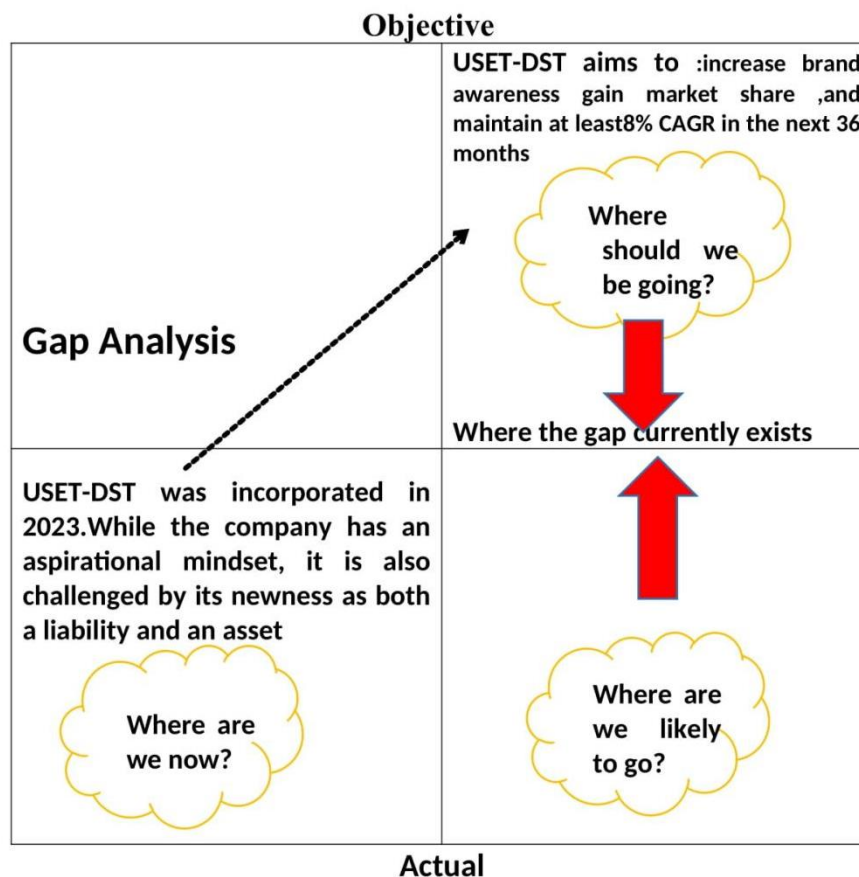 Objective
USET-DST aims to :increase brand
awareness gain market share ,and
maintain at least8% CAGR in the next 36
months
Where
should we
be going?
Gap Analysis
Where the gap currently exists
USET-DST was incorporated in
2023.While the company has an
aspirational mindset, it is also
challenged by its newness as both
a liability and an asset
Where are
we now?
Where are
we likely
to go?
Actual